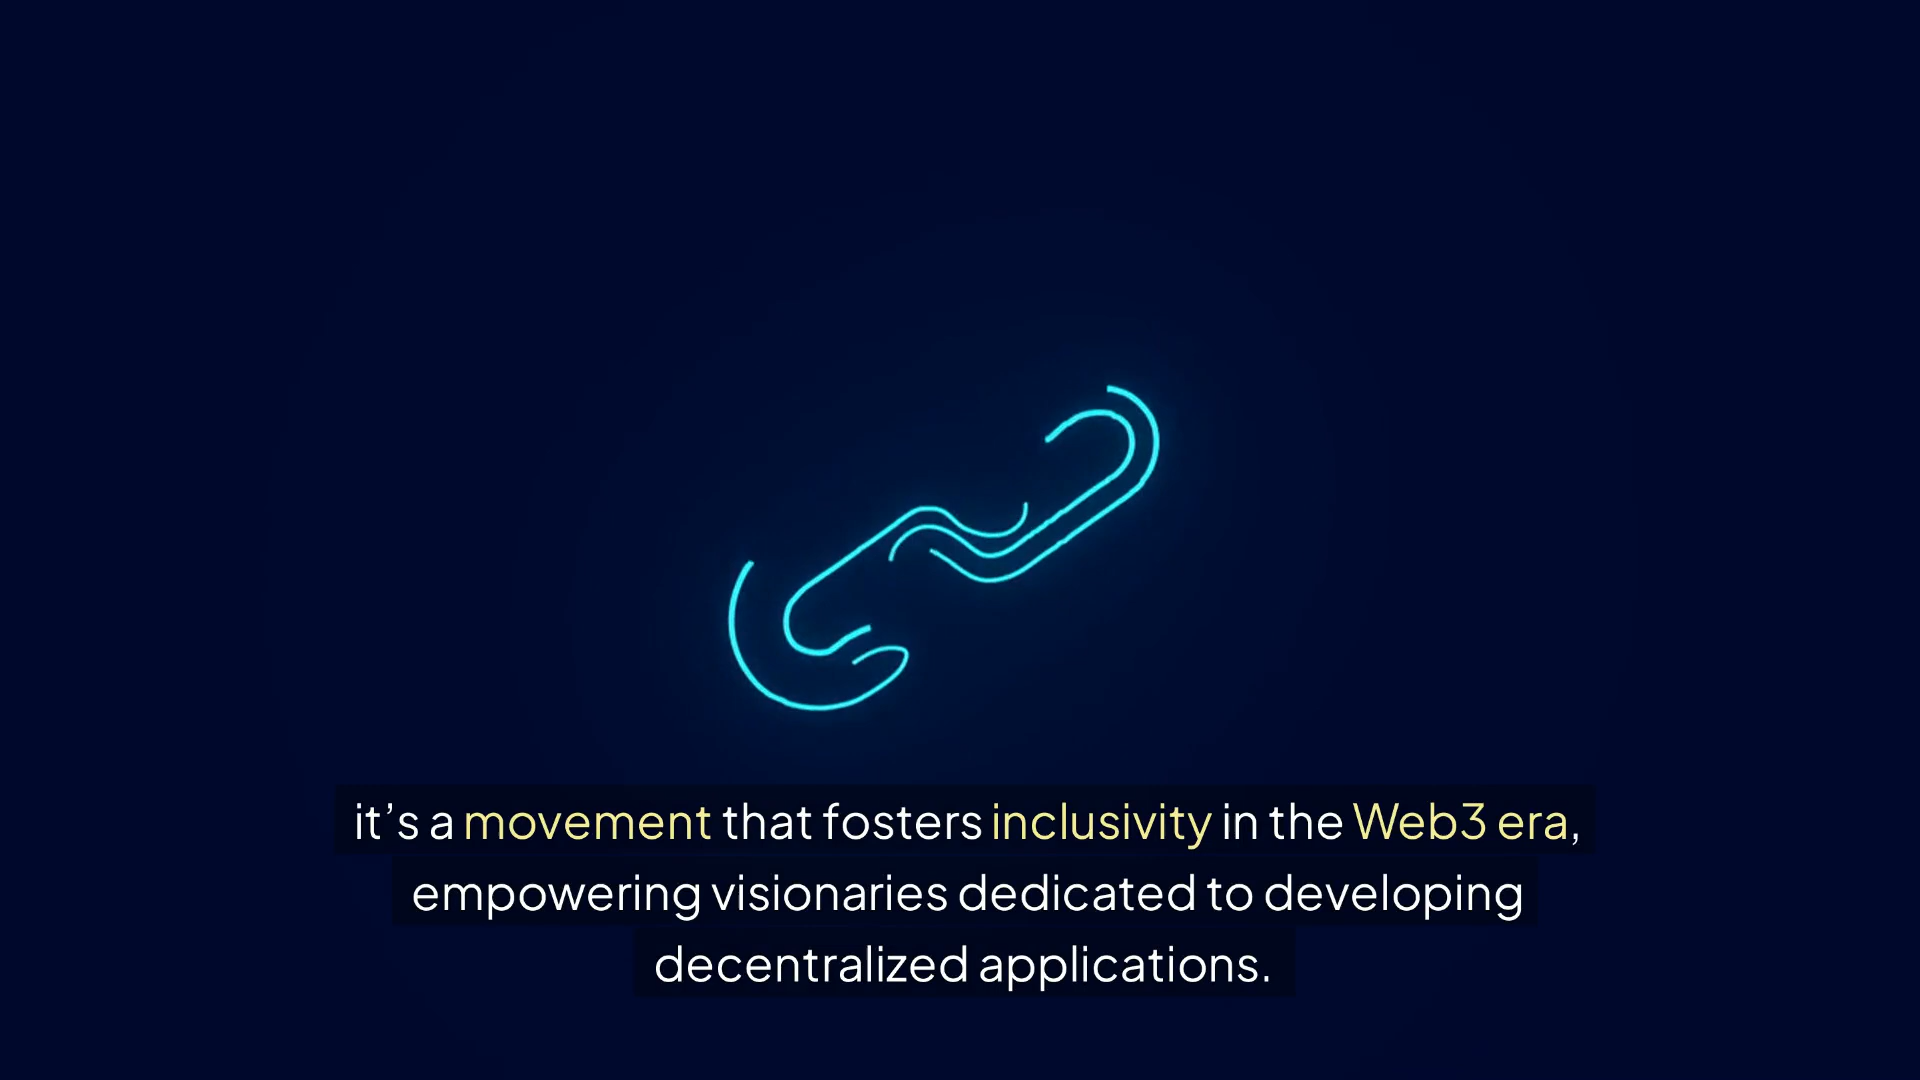 it’s a movement that fosters inclusivity in the Web3 era,
empowering visionaries dedicated to developing
decentralized applications.